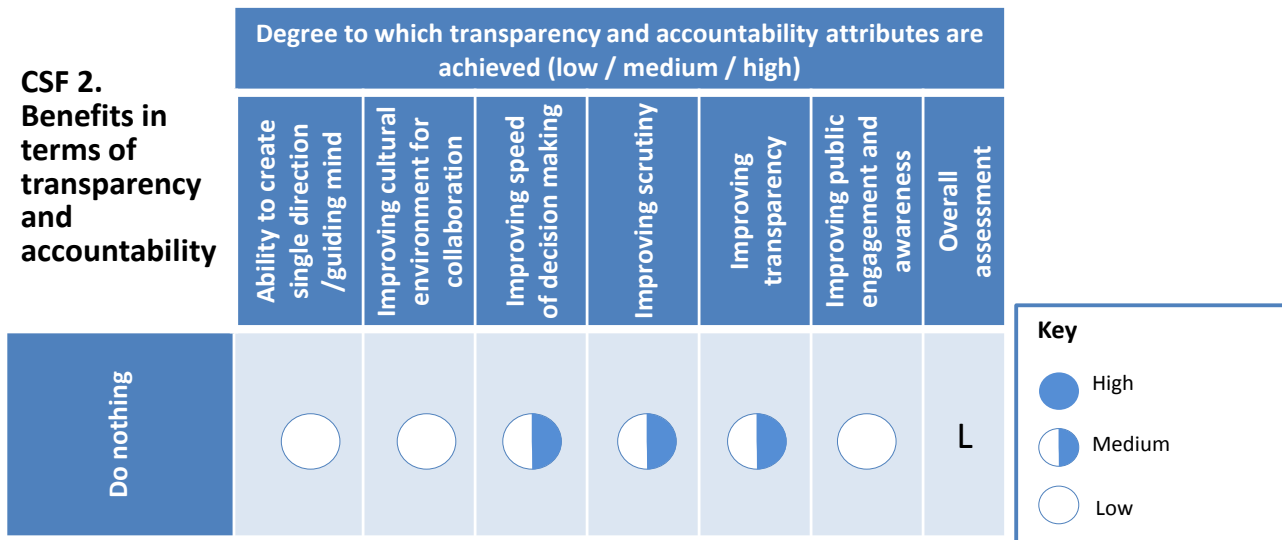 CSF 2.
Benefits in
terms of
transparency
and
accountability
Degree to which transparency and accountability attributes are
achieved (low / medium / high)
Ability to create
single direction
/guiding mind
Improving cultural
environment for
collaboration
Improving speed
of decision making
Improving scrutiny
Improving
transparency
Improving public
engagement and
awareness
Overall
assessment
Do nothing
L
Key
High
Medium
Low